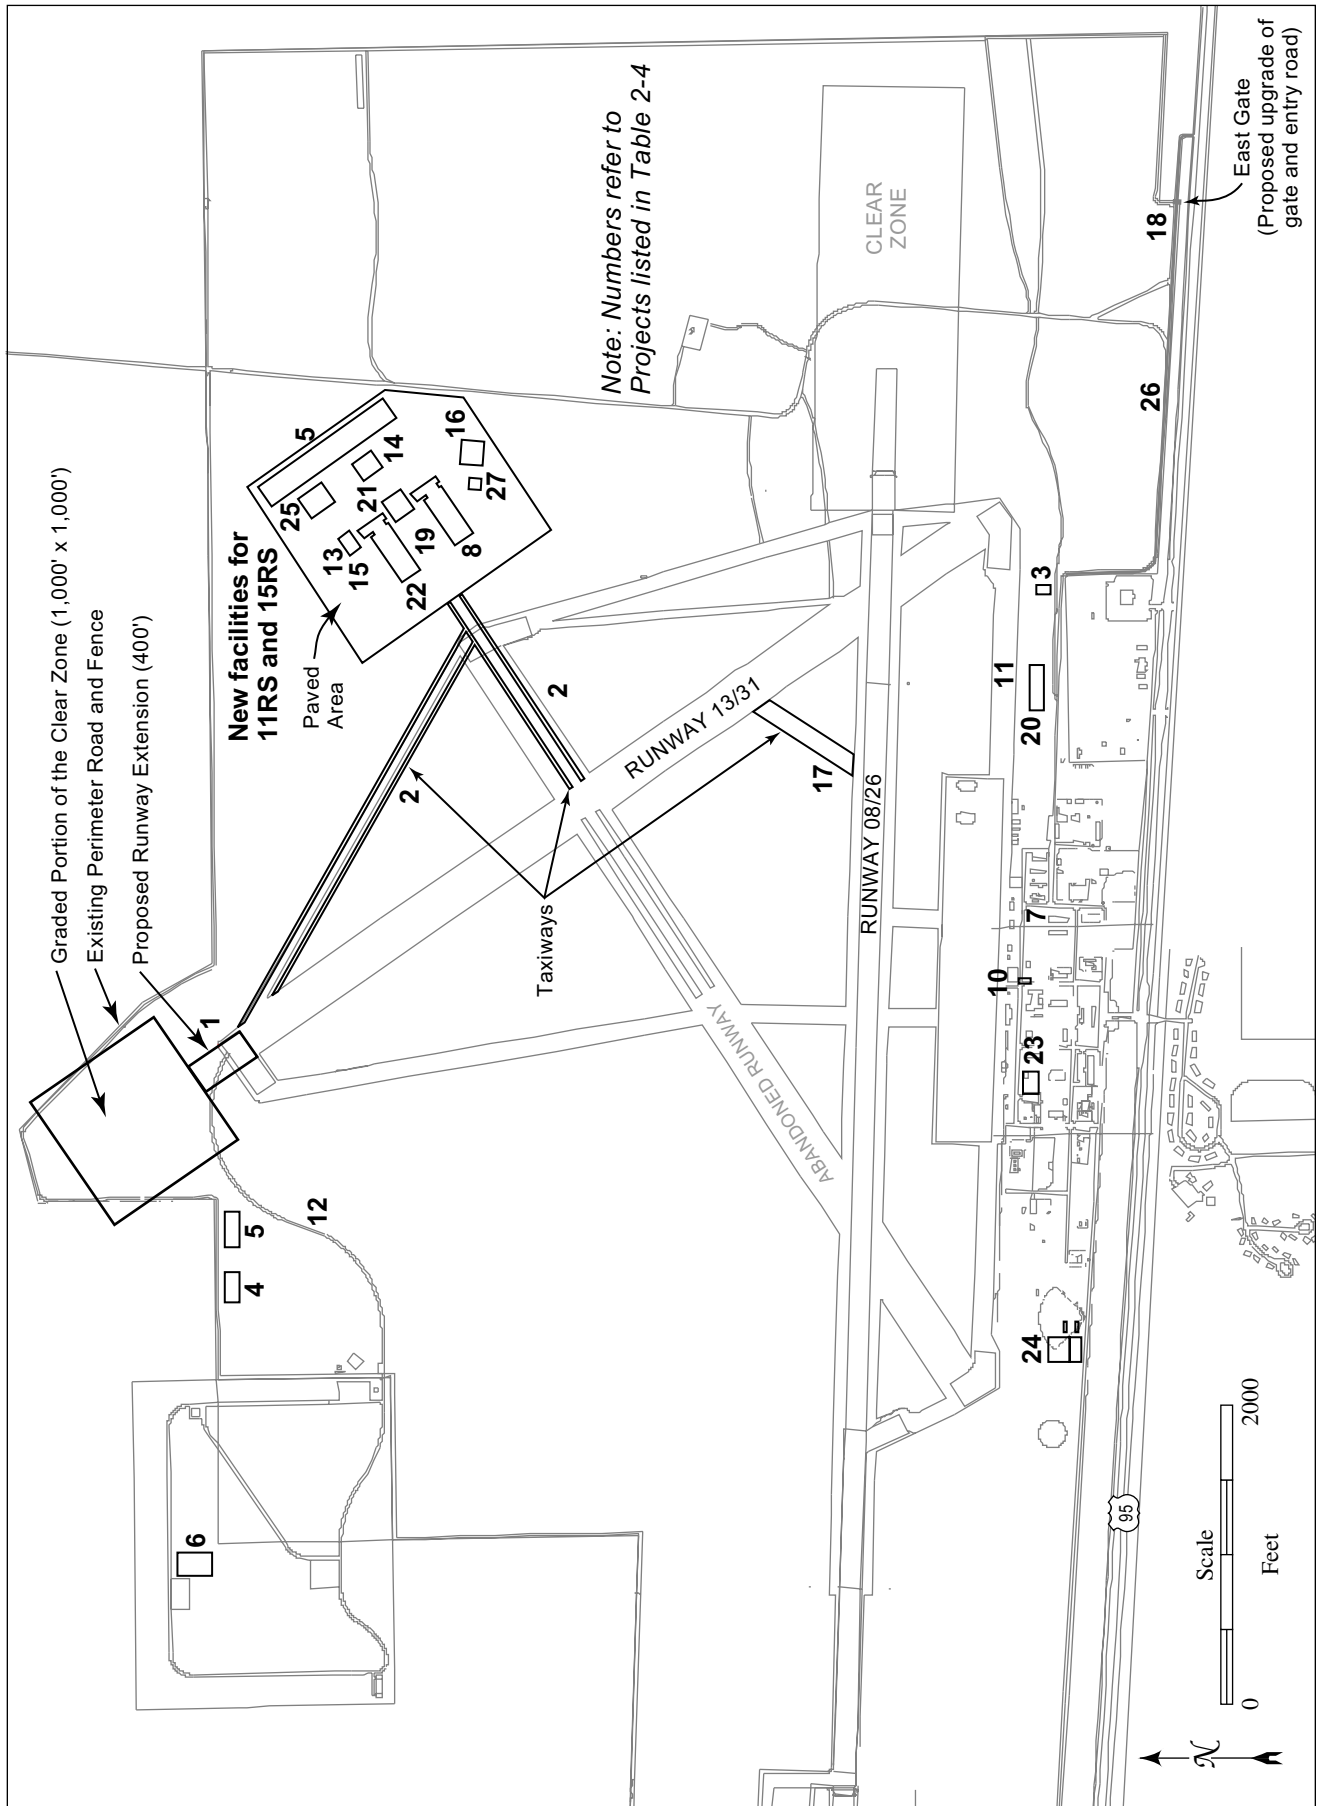 Graded Portion of the Clear Zone (1,000' x 1,000')
Existing Perimeter Road and Fence
Proposed Runway Extension (400')
1
12
5
4
6
New facilities for
11RS and 15RS
Paved
Area
5
25
14
21
13
15
16
27
19
8
22
2
2
Note: Numbers refer to
Projects listed in Table 2-4
CLEAR
ZONE
Taxiways
RUNWAY 13/31
17
RUNWAY 08/26
ABANDONED RUNWAY
11
3
20
7
10
23
24
26
18
East Gate
(Proposed upgrade of
gate and entry road)
95
Scale
0
2000
Feet
N